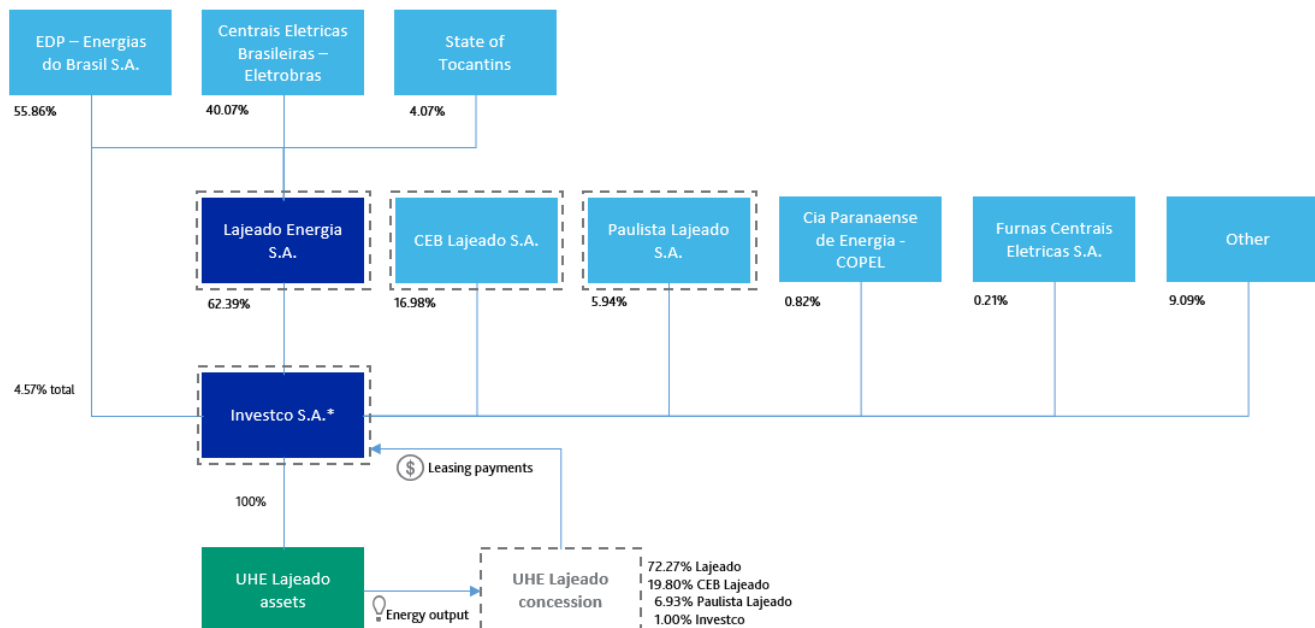 EDP – Energias
do Brasil S.A.
Centrais Eletricas
Brasileiras –
Eletrobras
State of
Tocantins
55.86%
40.07%
4.07%
Lajeado Energia
S.A.
CEB Lajeado S.A.
Paulista Lajeado
S.A.
Cia Paranaense
de Energia -
COPEL
Furnas Centrais
Eletricas S.A.
Other
62.39%
16.98%
5.94%
0.82%
0.21%
9.09%
4.57% total
Investco S.A.*
$ Leasing payments
100%
UHE Lajeado
assets
Energy output
UHE Lajeado
concession
72.27% Lajeado
19.80% CEB Lajeado
6.93% Paulista Lajeado
1.00% Investco